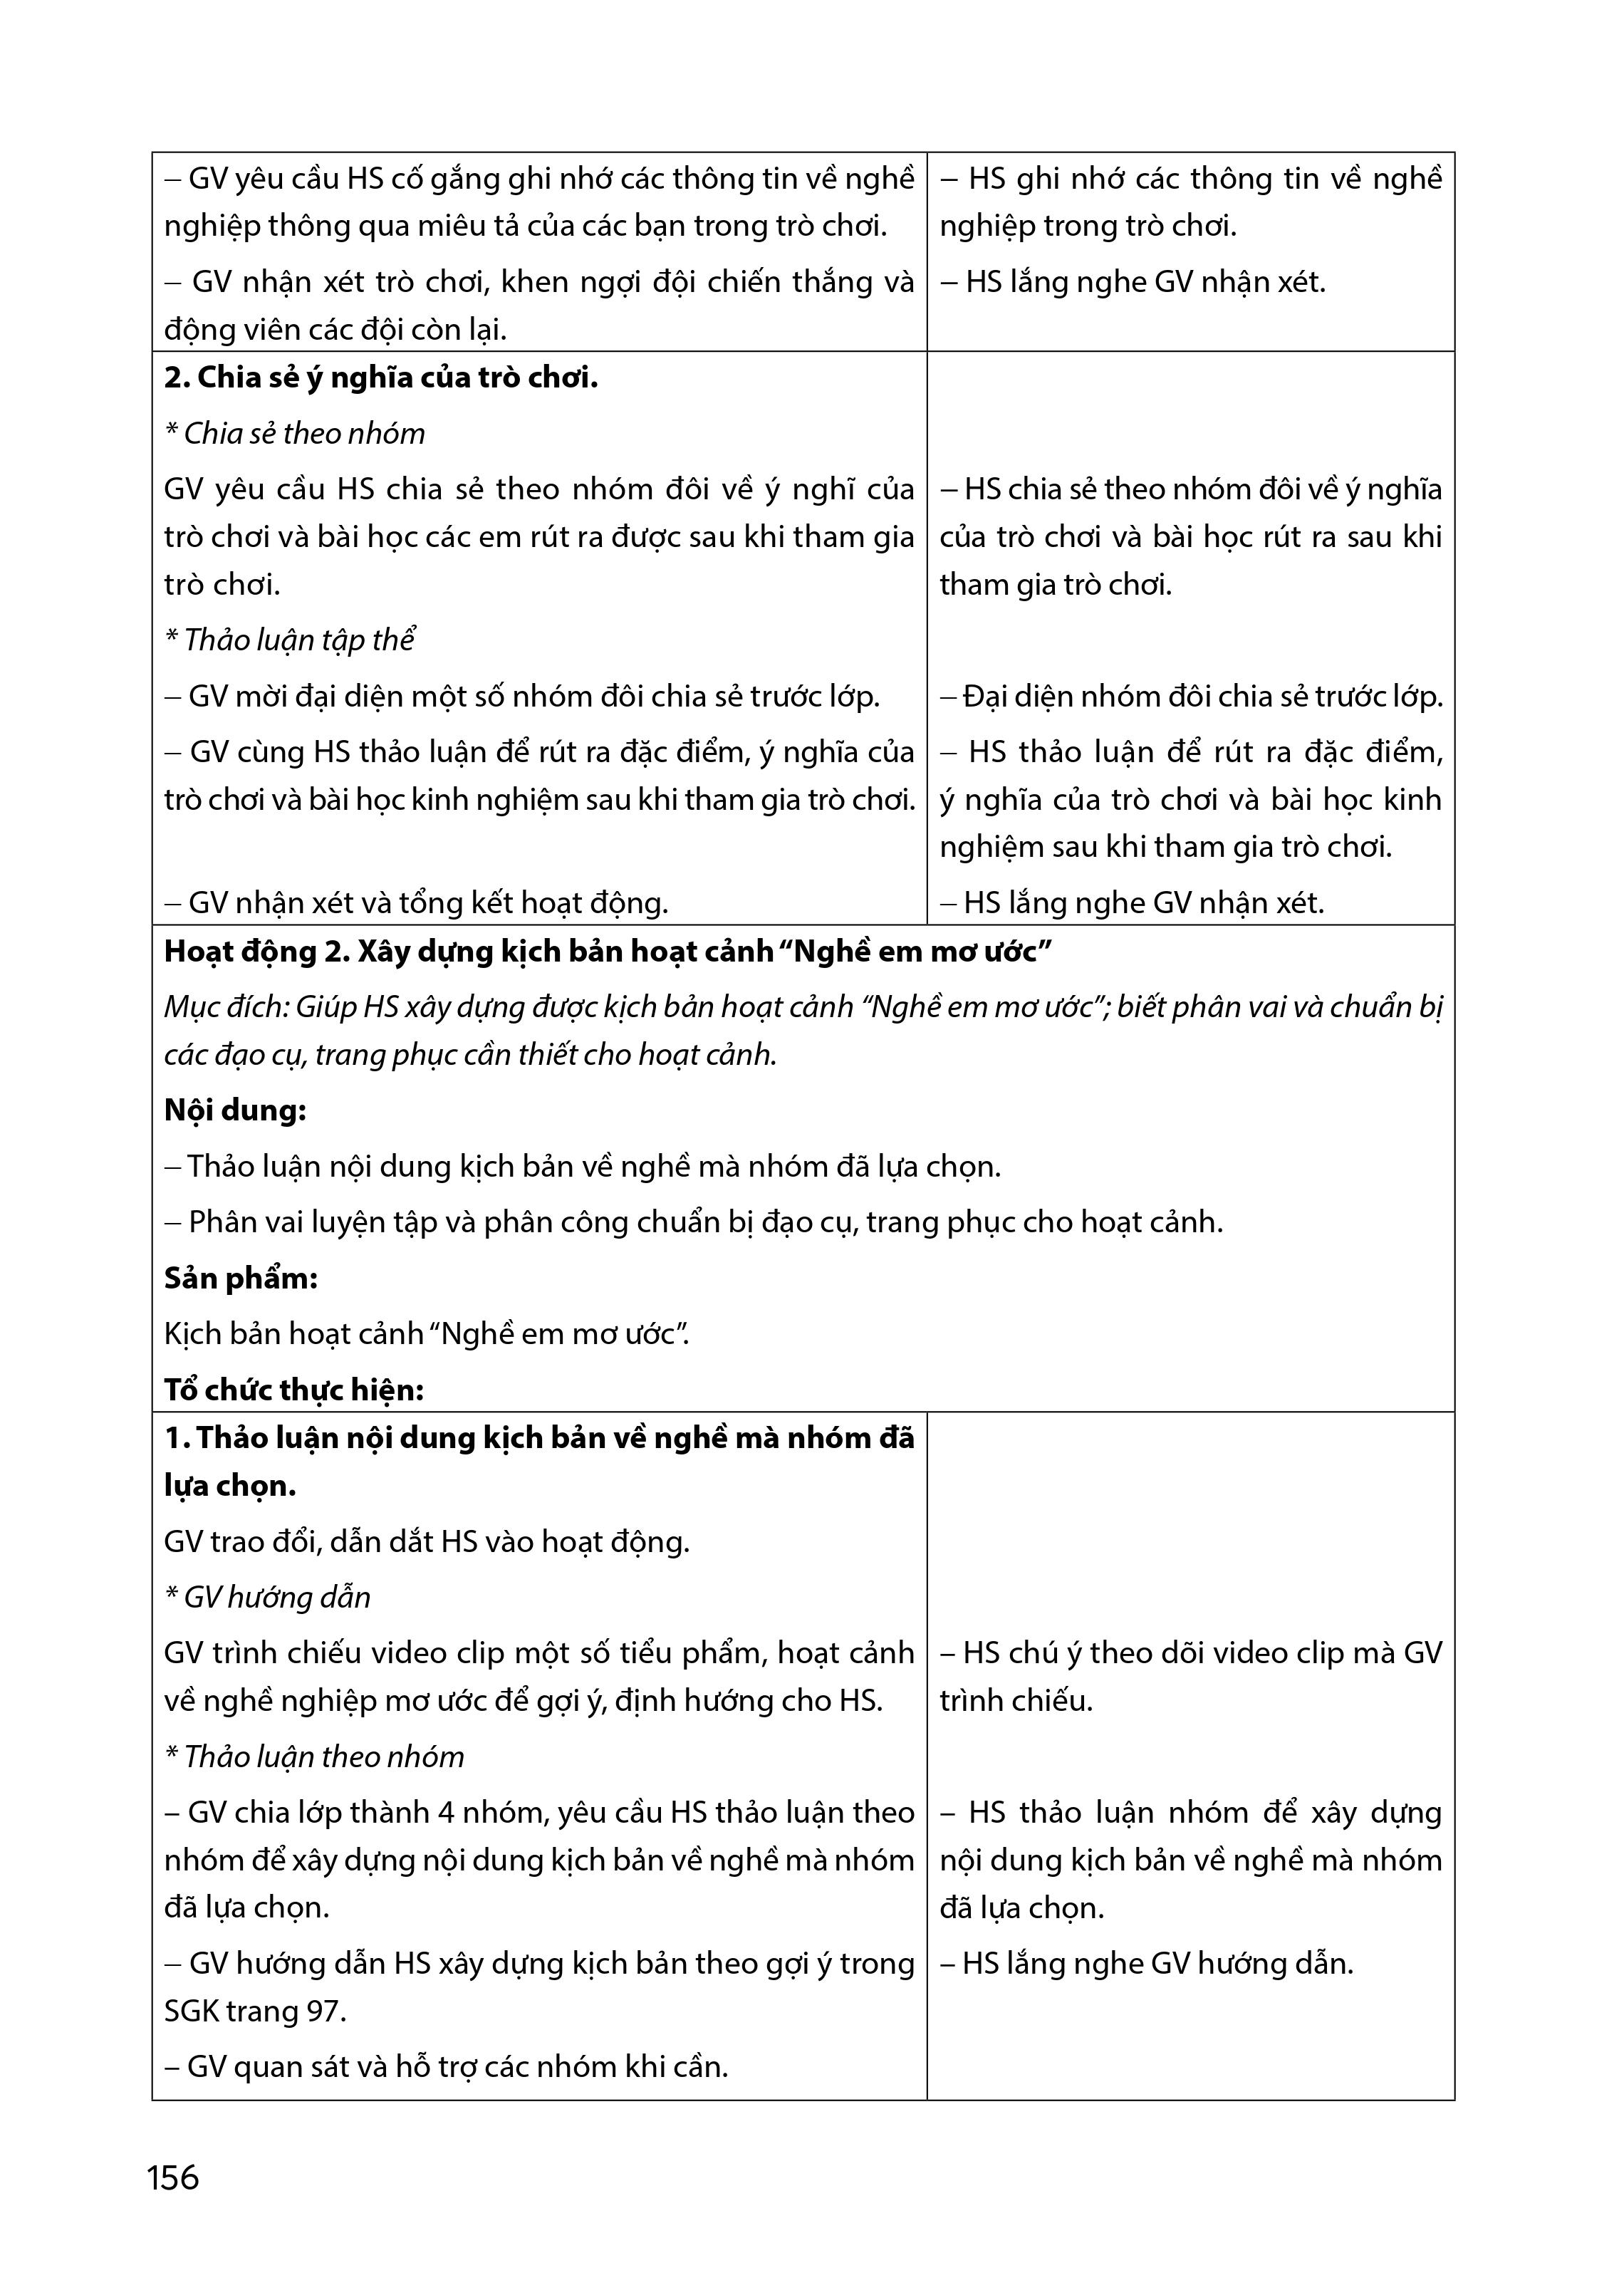 – GV yêu cầu HS cố gắng ghi nhớ các thông tin về nghề
nghiệp thông qua miêu tả của các bạn trong trò chơi.
– GV nhận xét trò chơi, khen ngợi đội chiến thắng và
động viên các đội còn lại.
– HS ghi nhớ các thông tin về nghề
nghiệp trong trò chơi.
– HS lắng nghe GV nhận xét.
2. Chia sẻ ý nghĩa của trò chơi.
* Chia sẻ theo nhóm
GV yêu cầu HS chia sẻ theo nhóm đôi về ý nghĩ của
trò chơi và bài học các em rút ra được sau khi tham gia
trò chơi.
* Thảo luận tập thể
– GV mời đại diện một số nhóm đôi chia sẻ trước lớp.
– GV cùng HS thảo luận để rút ra đặc điểm, ý nghĩa của
trò chơi và bài học kinh nghiệm sau khi tham gia trò chơi.
– GV nhận xét và tổng kết hoạt động.
– HS chia sẻ theo nhóm đôi về ý nghĩa
của trò chơi và bài học rút ra sau khi
tham gia trò chơi.
– Đại diện nhóm đôi chia sẻ trước lớp.
– HS thảo luận để rút ra đặc điểm,
ý nghĩa của trò chơi và bài học kinh
nghiệm sau khi tham gia trò chơi.
– HS lắng nghe GV nhận xét.
Hoạt động 2. Xây dựng kịch bản hoạt cảnh “Nghề em mơ ước”
Mục đích: Giúp HS xây dựng được kịch bản hoạt cảnh “Nghề em mơ ước”; biết phân vai và chuẩn bị
các đạo cụ, trang phục cần thiết cho hoạt cảnh.
Nội dung:
– Thảo luận nội dung kịch bản về nghề mà nhóm đã lựa chọn.
– Phân vai luyện tập và phân công chuẩn bị đạo cụ, trang phục cho hoạt cảnh.
Sản phẩm:
Kịch bản hoạt cảnh “Nghề em mơ ước”.
Tổ chức thực hiện:
1. Thảo luận nội dung kịch bản về nghề mà nhóm đã
lựa chọn.
GV trao đổi, dẫn dắt HS vào hoạt động.
* GV hướng dẫn
GV trình chiếu video clip một số tiểu phẩm, hoạt cảnh
về nghề nghiệp mơ ước để gợi ý, định hướng cho HS.
* Thảo luận theo nhóm
– GV chia lớp thành 4 nhóm, yêu cầu HS thảo luận theo
nhóm để xây dựng nội dung kịch bản về nghề mà nhóm
đã lựa chọn.
– GV hướng dẫn HS xây dựng kịch bản theo gợi ý trong
SGK trang 97.
– GV quan sát và hỗ trợ các nhóm khi cần.
– HS chú ý theo dõi video clip mà GV
trình chiếu.
– HS thảo luận nhóm để xây dựng
nội dung kịch bản về nghề mà nhóm
đã lựa chọn.
– HS lắng nghe GV hướng dẫn.
156